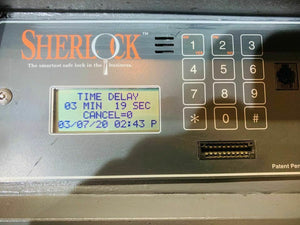 SHERLOCK™
The smartest safe lock in the business.
TIME DELAY
03 MIN 19 SEC
CANCEL=0
03/07/20 02:43 P
1 2 3
4 5 6
7 8 9
* 0 #
Patent Pen